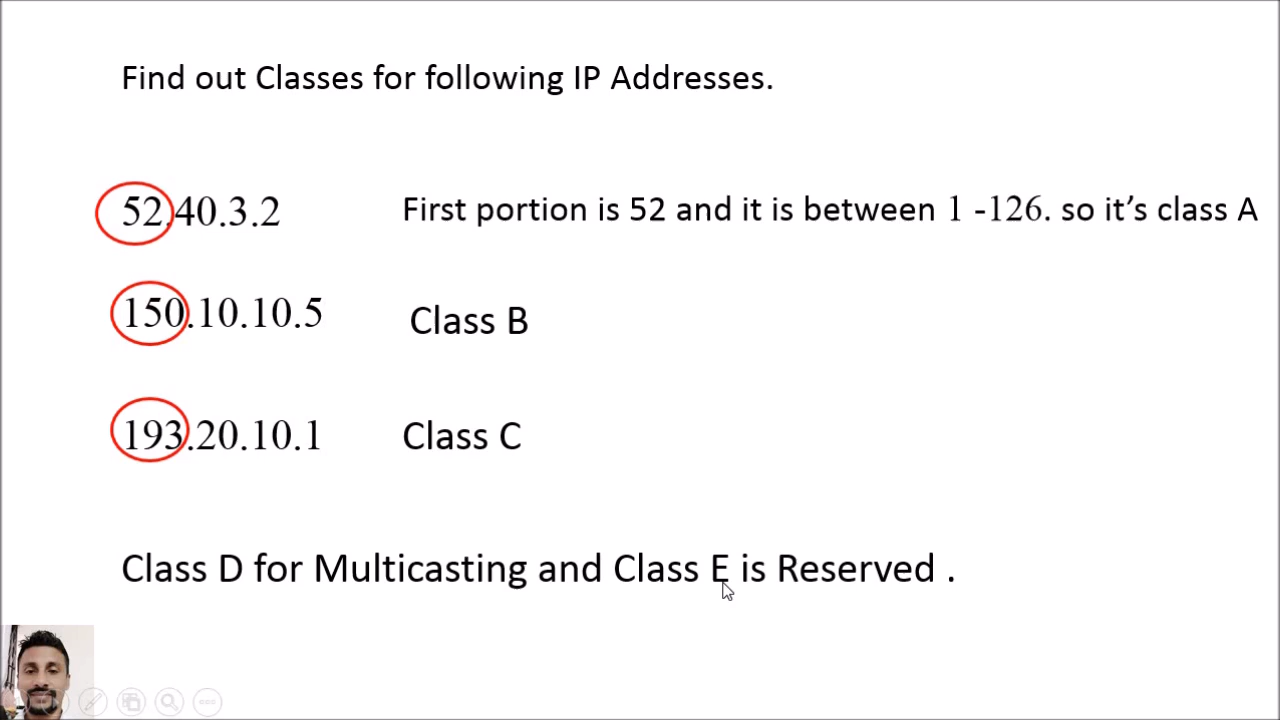 Find out Classes for following IP Addresses.
52.40.3.2 First portion is 52 and it is between 1 -126. so it’s class A
150.10.10.5 Class B
193.20.10.1 Class C
Class D for Multicasting and Class E is Reserved .